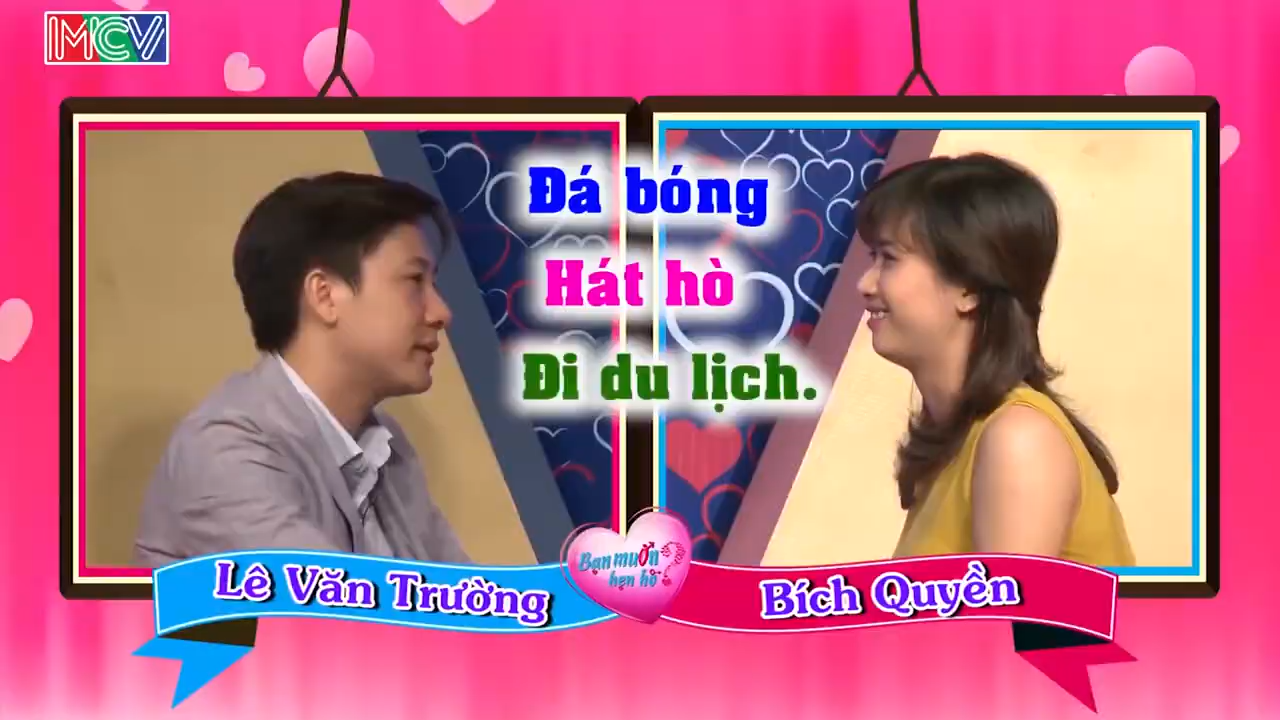 MCV
Đá bóng
Hát hò
Đi du lịch.
Bạn muốn hẹn hò?
Lê Văn Trường
Bích Quyền